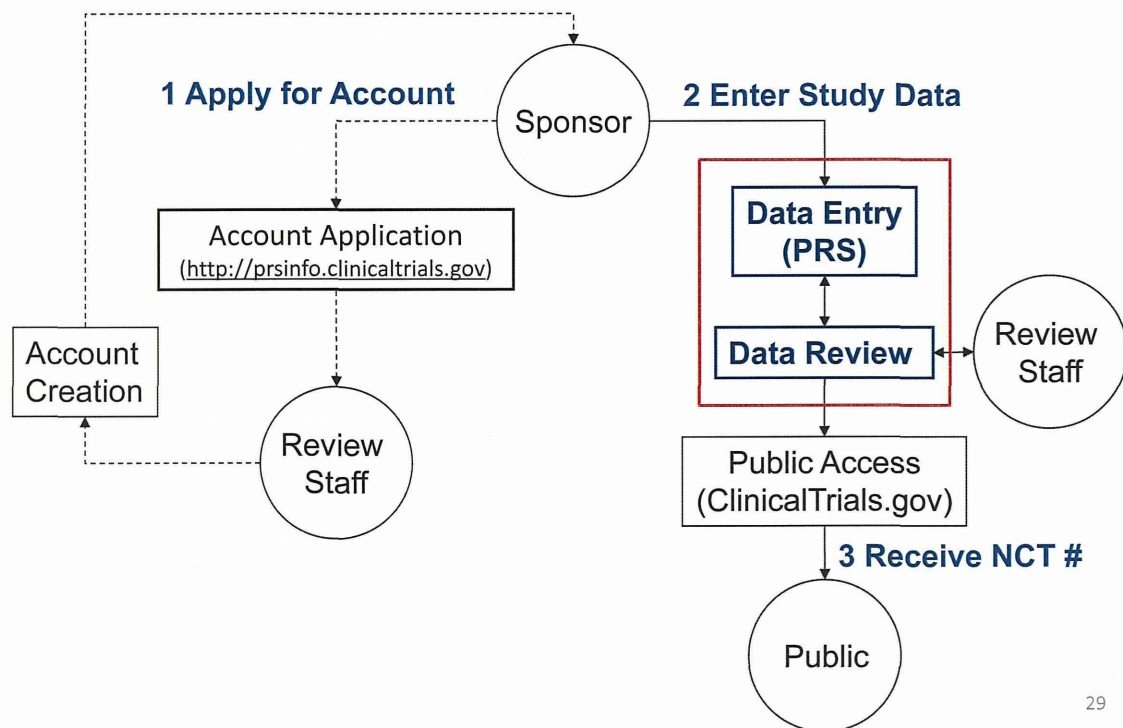 1 Apply for Account
Sponsor
2 Enter Study Data
Account Application
(http://prsinfo.clinicaltrials.gov)
Account
Creation
Review
Staff
Data Entry
(PRS)
Data Review
Review
Staff
Public Access
(ClinicalTrials.gov)
3 Receive NCT #
Public
29